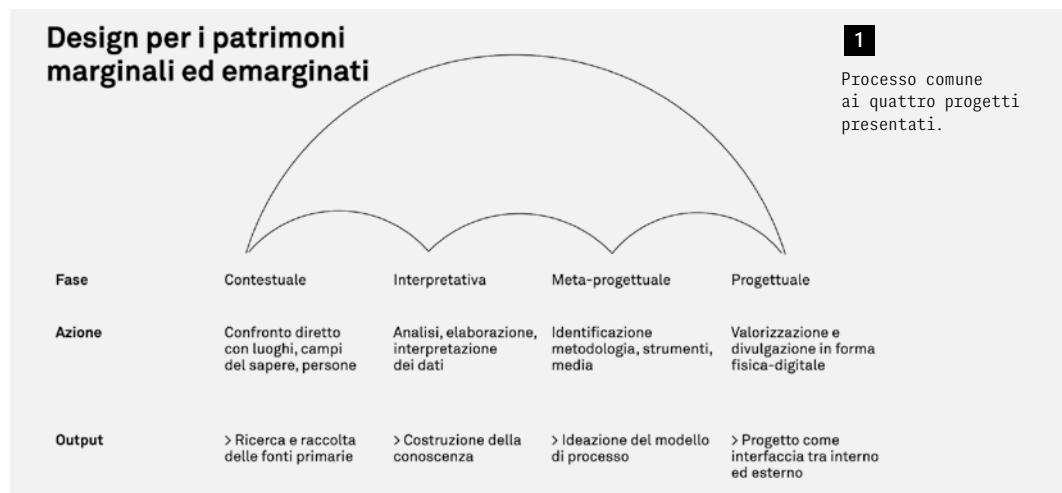 Design per i patrimoni
marginali ed emarginati
1
Processo comune
ai quattro progetti
presentati.
Fase
Contestuale
Interpretativa
Meta-progettuale
Progettuale
Azione
Confronto diretto
con luoghi, campi
del sapere, persone
Analisi, elaborazione,
interpretazione
dei dati
Identificazione
metodologia, strumenti,
media
Valorizzazione e
divulgazione in forma
fisica-digitale
Output
> Ricerca e raccolta
delle fonti primarie
> Costruzione della
conoscenza
> Ideazione del modello
di processo
> Progetto come
interfaccia tra interno
ed esterno